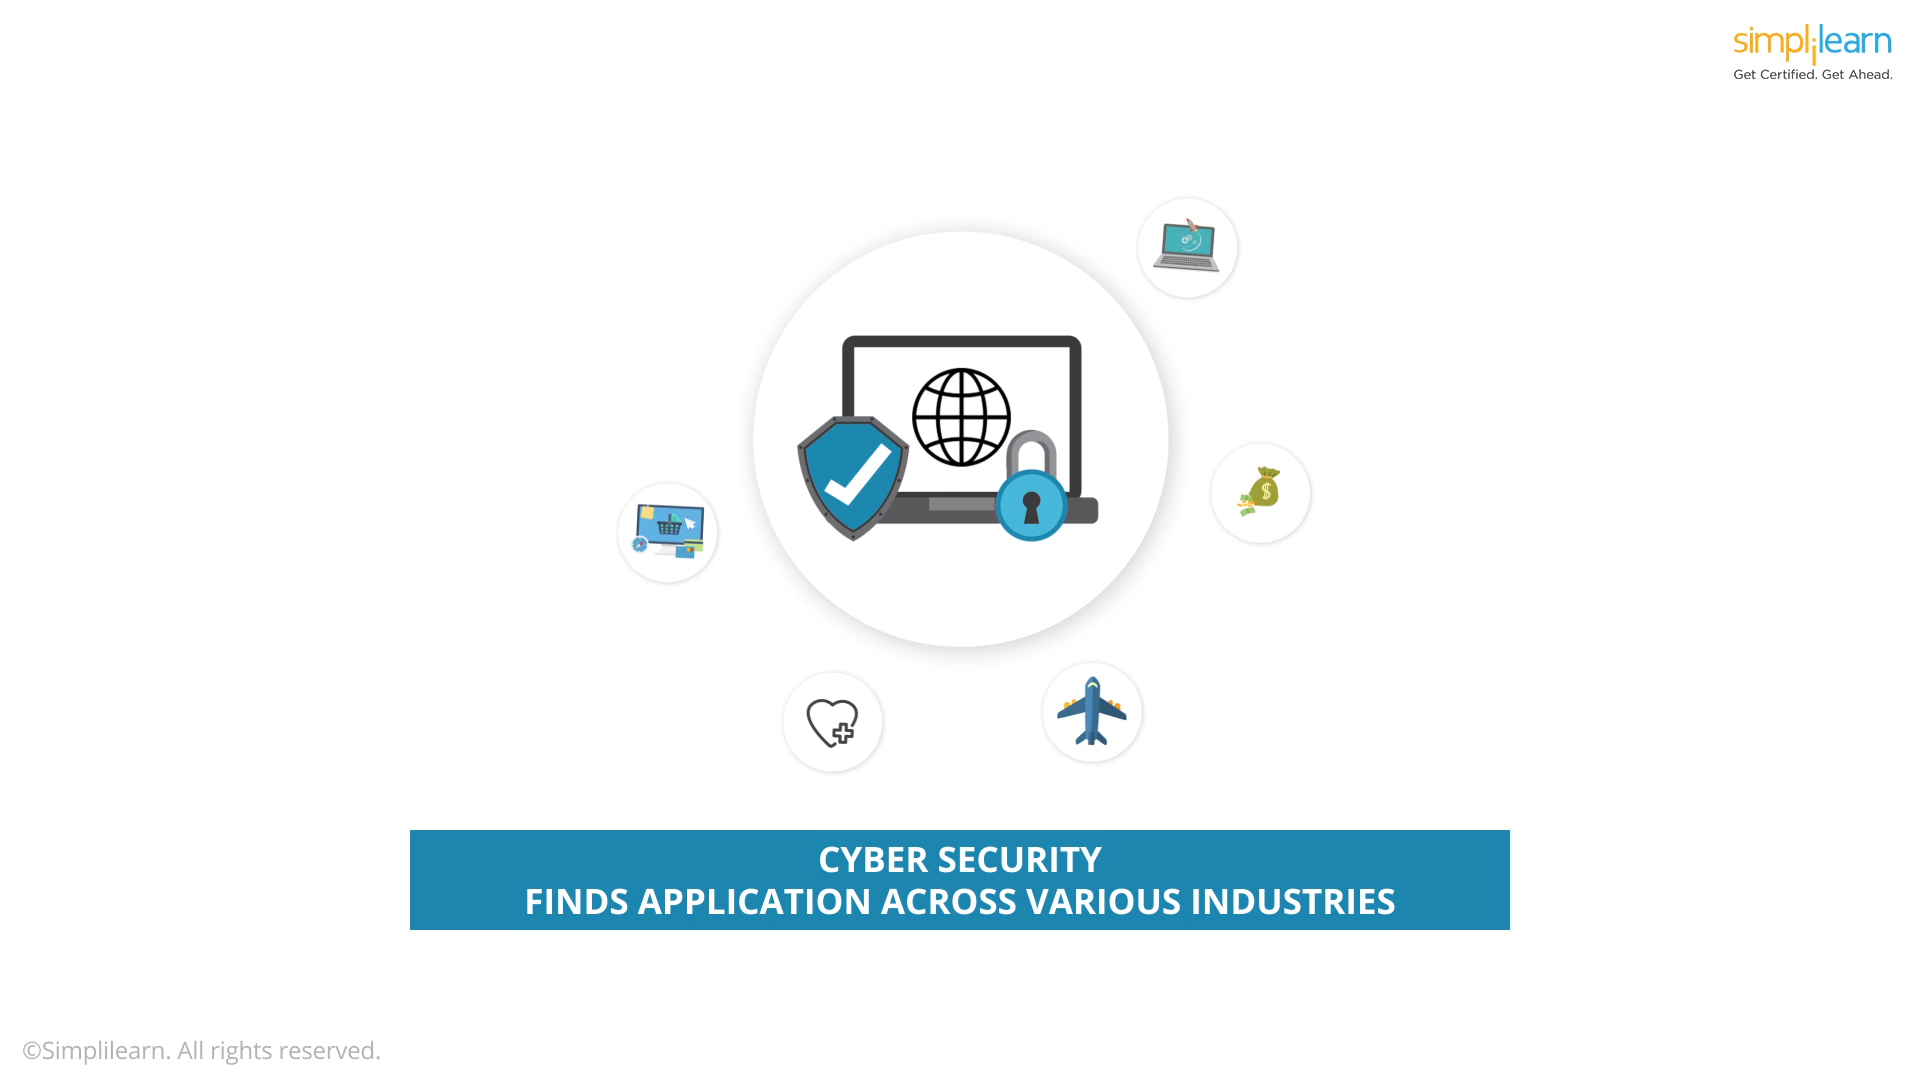 simplilearn
Get Certified. Get Ahead.
$
CYBER SECURITY
FINDS APPLICATION ACROSS VARIOUS INDUSTRIES
©Simplilearn. All rights reserved.